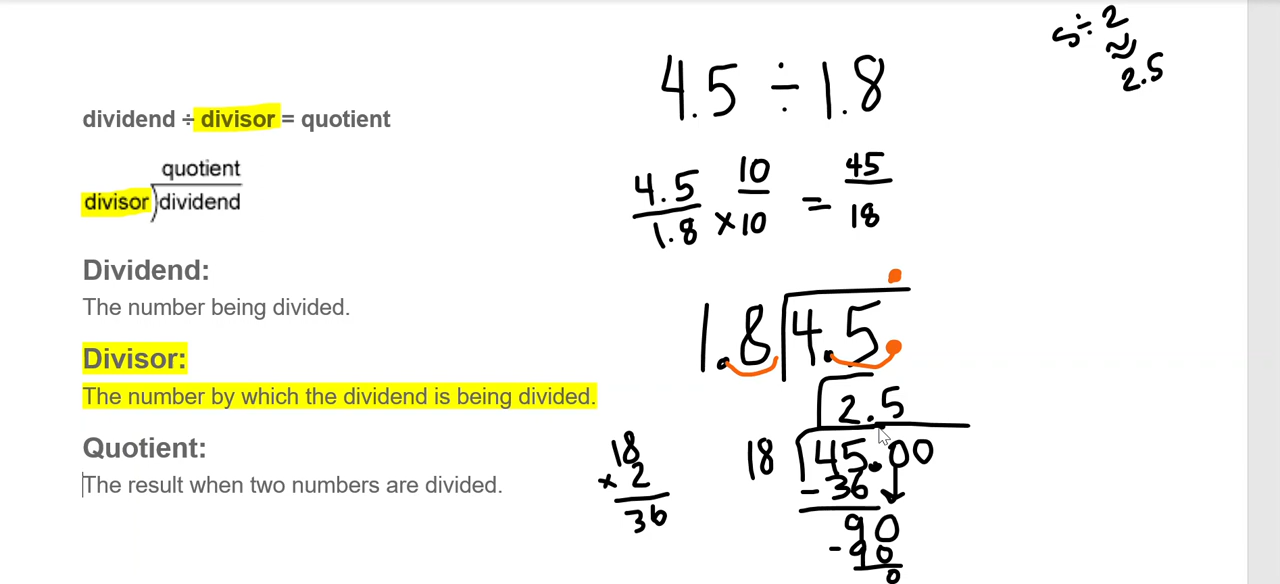 dividend ÷ divisor = quotient
quotient
divisor)dividend
Dividend:
The number being divided.
Divisor:
The number by which the dividend is being divided.
Quotient:
The result when two numbers are divided.
5 ÷ 2
≈
2.5
4.5 ÷ 1.8
4.5/1.8 × 10/10 = 45/18
1.8)4.5.
2.5
18)45.00
- 36
90
- 90
0
18
× 2
36